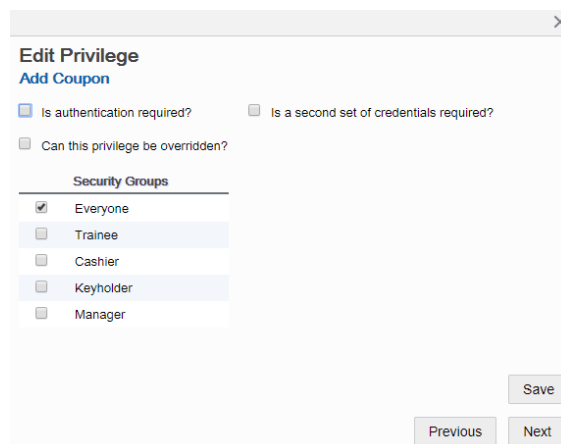 Edit Privilege
Add Coupon
Is authentication required? Is a second set of credentials required?
Can this privilege be overridden?
Security Groups
Everyone
Trainee
Cashier
Keyholder
Manager
Save
Previous Next